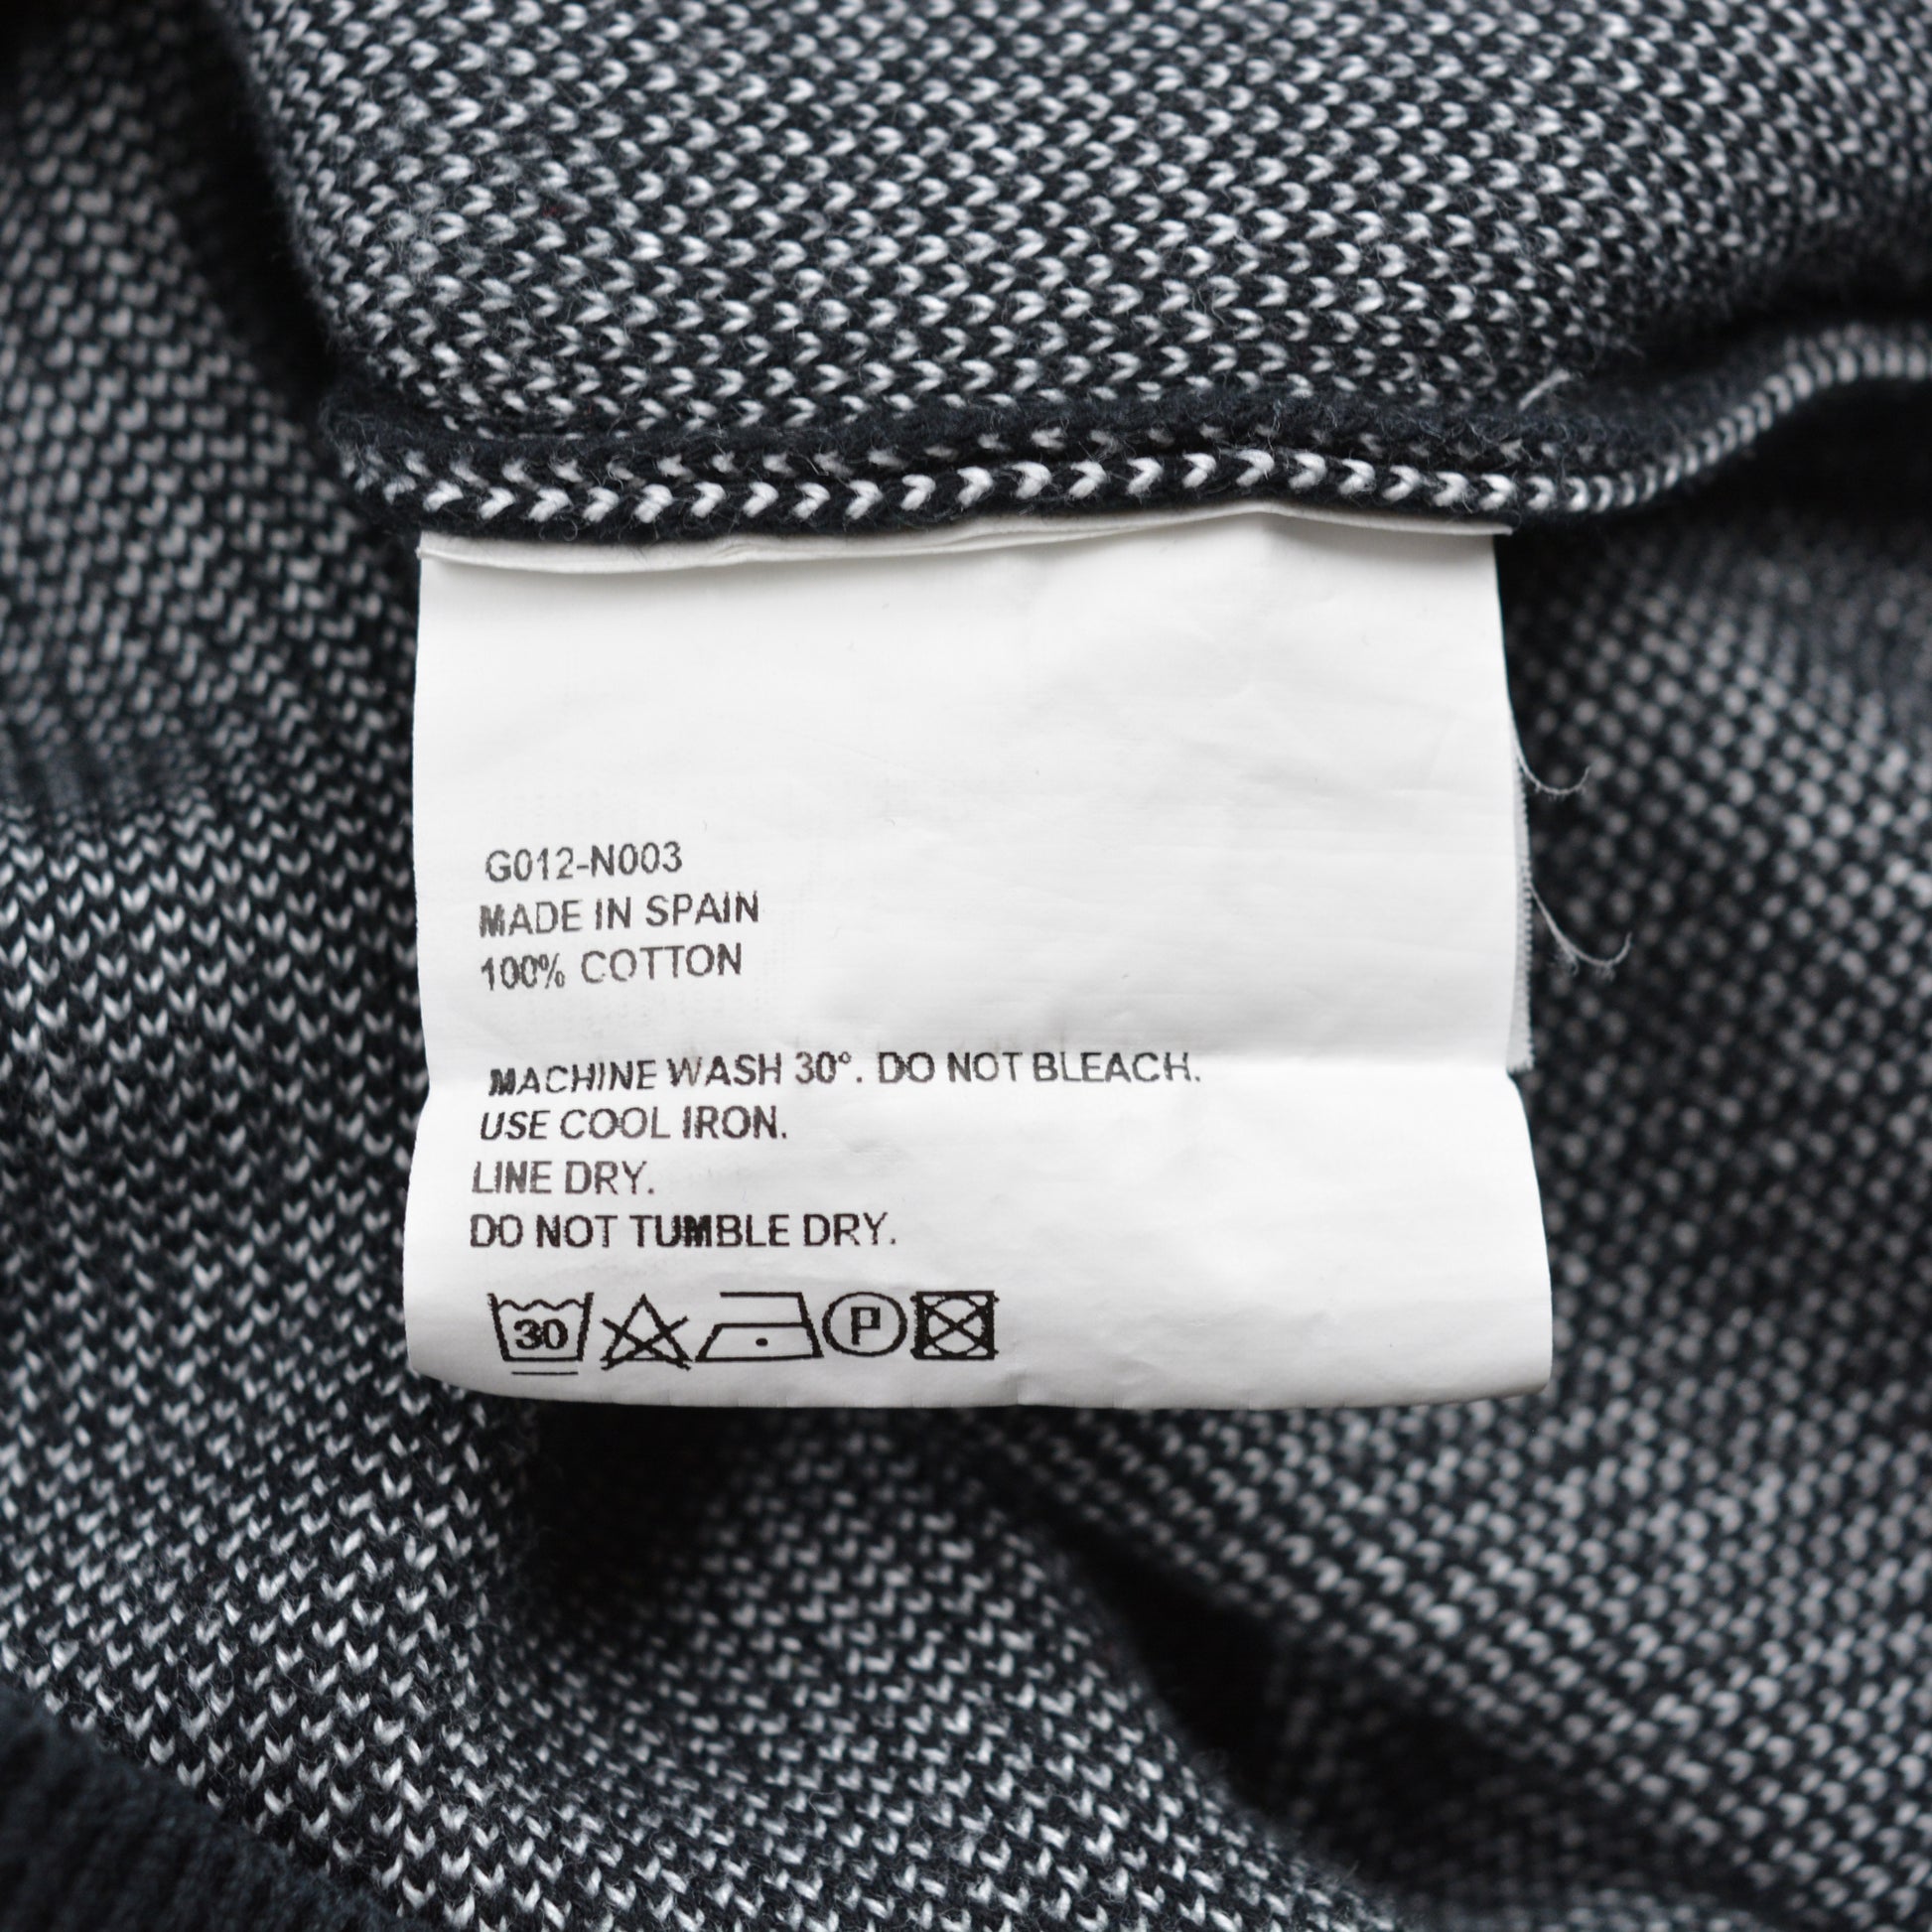 G012-N003
MADE IN SPAIN
100% COTTON
MACHINE WASH 30°. DO NOT BLEACH.
USE COOL IRON.
LINE DRY.
DO NOT TUMBLE DRY.
30 P